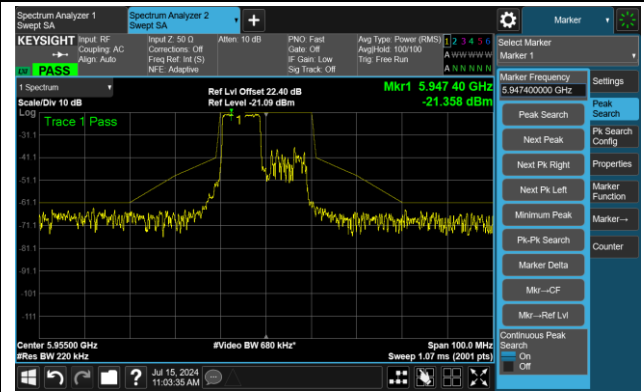 Spectrum Analyzer 1
Swept SA
Spectrum Analyzer 2
Swept SA
Marker
KEYSIGHT
Input: RF
Coupling: AC
Align: Auto
Input Z: 50 Ω
Corrections: Off
Freq Ref: Int (S)
NFE: Adaptive
Atten: 10 dB
PNO: Fast
Gate: Off
IF Gain: Low
Sig Track: Off
Avg Type: Power (RMS)
Avg|Hold: 100/100
Trig: Free Run
1 2 3 4 5 6
A W W W W W
A N N N N N
PASS
Select Marker
Marker 1
1 Spectrum
Scale/Div 10 dB
Ref Lvl Offset 22.40 dB
Ref Level -21.09 dBm
Mkr1 5.947 40 GHz
-21.358 dBm
Log
Trace 1 Pass
1
-31.1
-41.1
-51.1
-61.1
-71.1
-81.1
-91.1
-101
-111
Center 5.95500 GHz
#Res BW 220 kHz
#Video BW 680 kHz*
Span 100.0 MHz
Sweep 1.07 ms (2001 pts)
Marker Frequency
5.947400000 GHz
Peak Search
Next Peak
Next Pk Right
Next Pk Left
Minimum Peak
Pk-Pk Search
Marker Delta
Mkr→CF
Mkr→Ref Lvl
Continuous Peak
Search
On
Off
Settings
Peak
Search
Pk Search
Config
Properties
Marker
Function
Marker→
Counter
?
Jul 15, 2024
11:03:35 AM